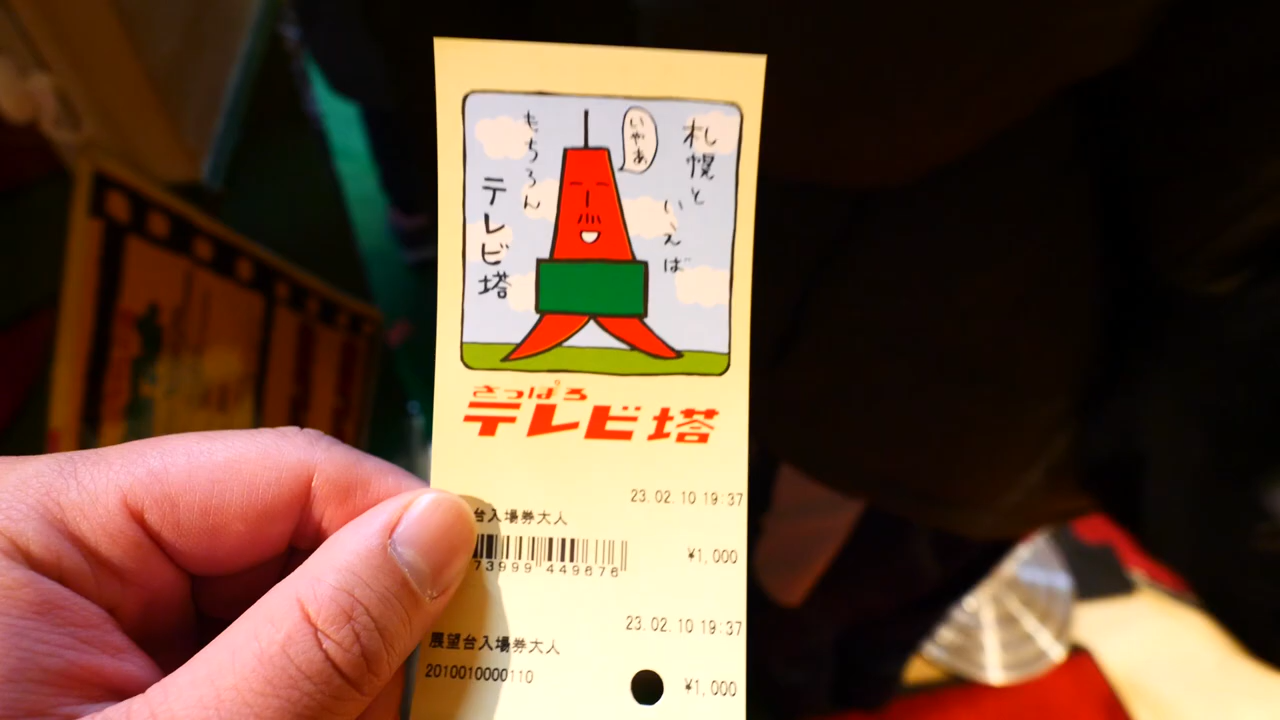 札幌と
いえば
いやあ
もちろん
テレビ塔
さっぽろ
テレビ塔
23.02.10 19:37
台入場券大人
¥1,000
73999 449676
23.02.10 19:37
展望台入場券大人
2010010000110
¥1,000